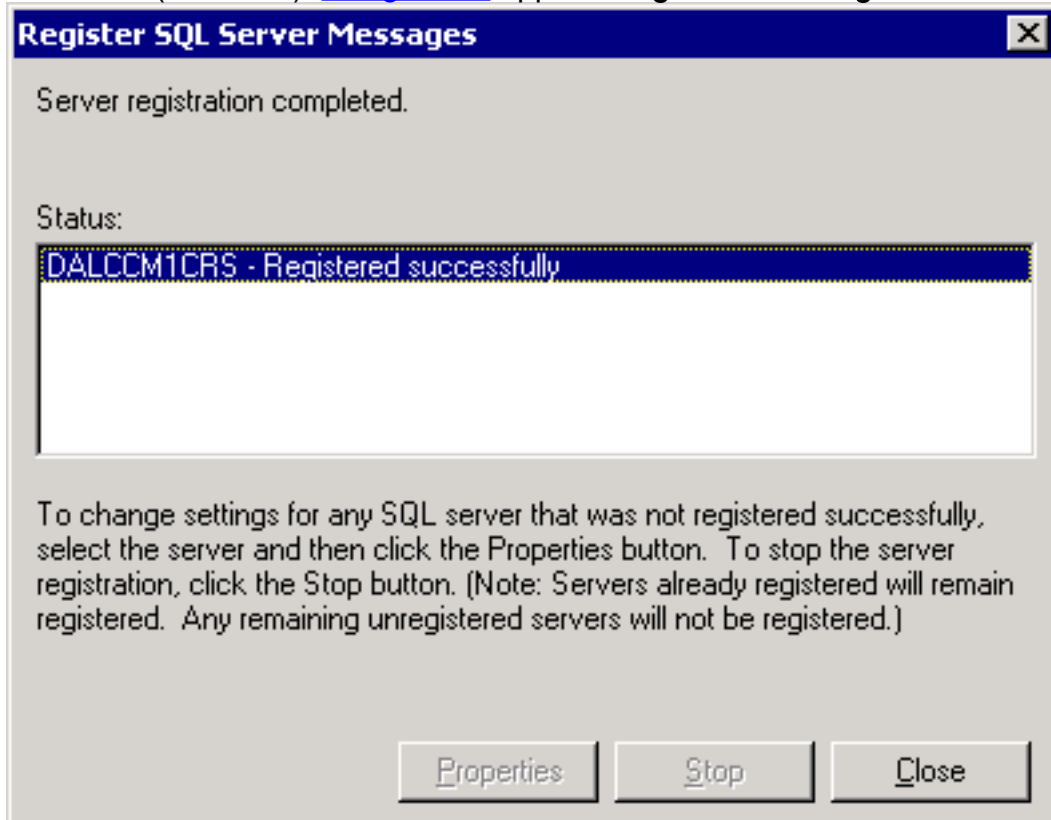 Register SQL Server Messages
Server registration completed.
Status:
DALCCM1CRS - Registered successfully
To change settings for any SQL server that was not registered successfully,
select the server and then click the Properties button.  To stop the server
registration, click the Stop button. (Note: Servers already registered will remain
registered.  Any remaining unregistered servers will not be registered.)
Properties
Stop
Close